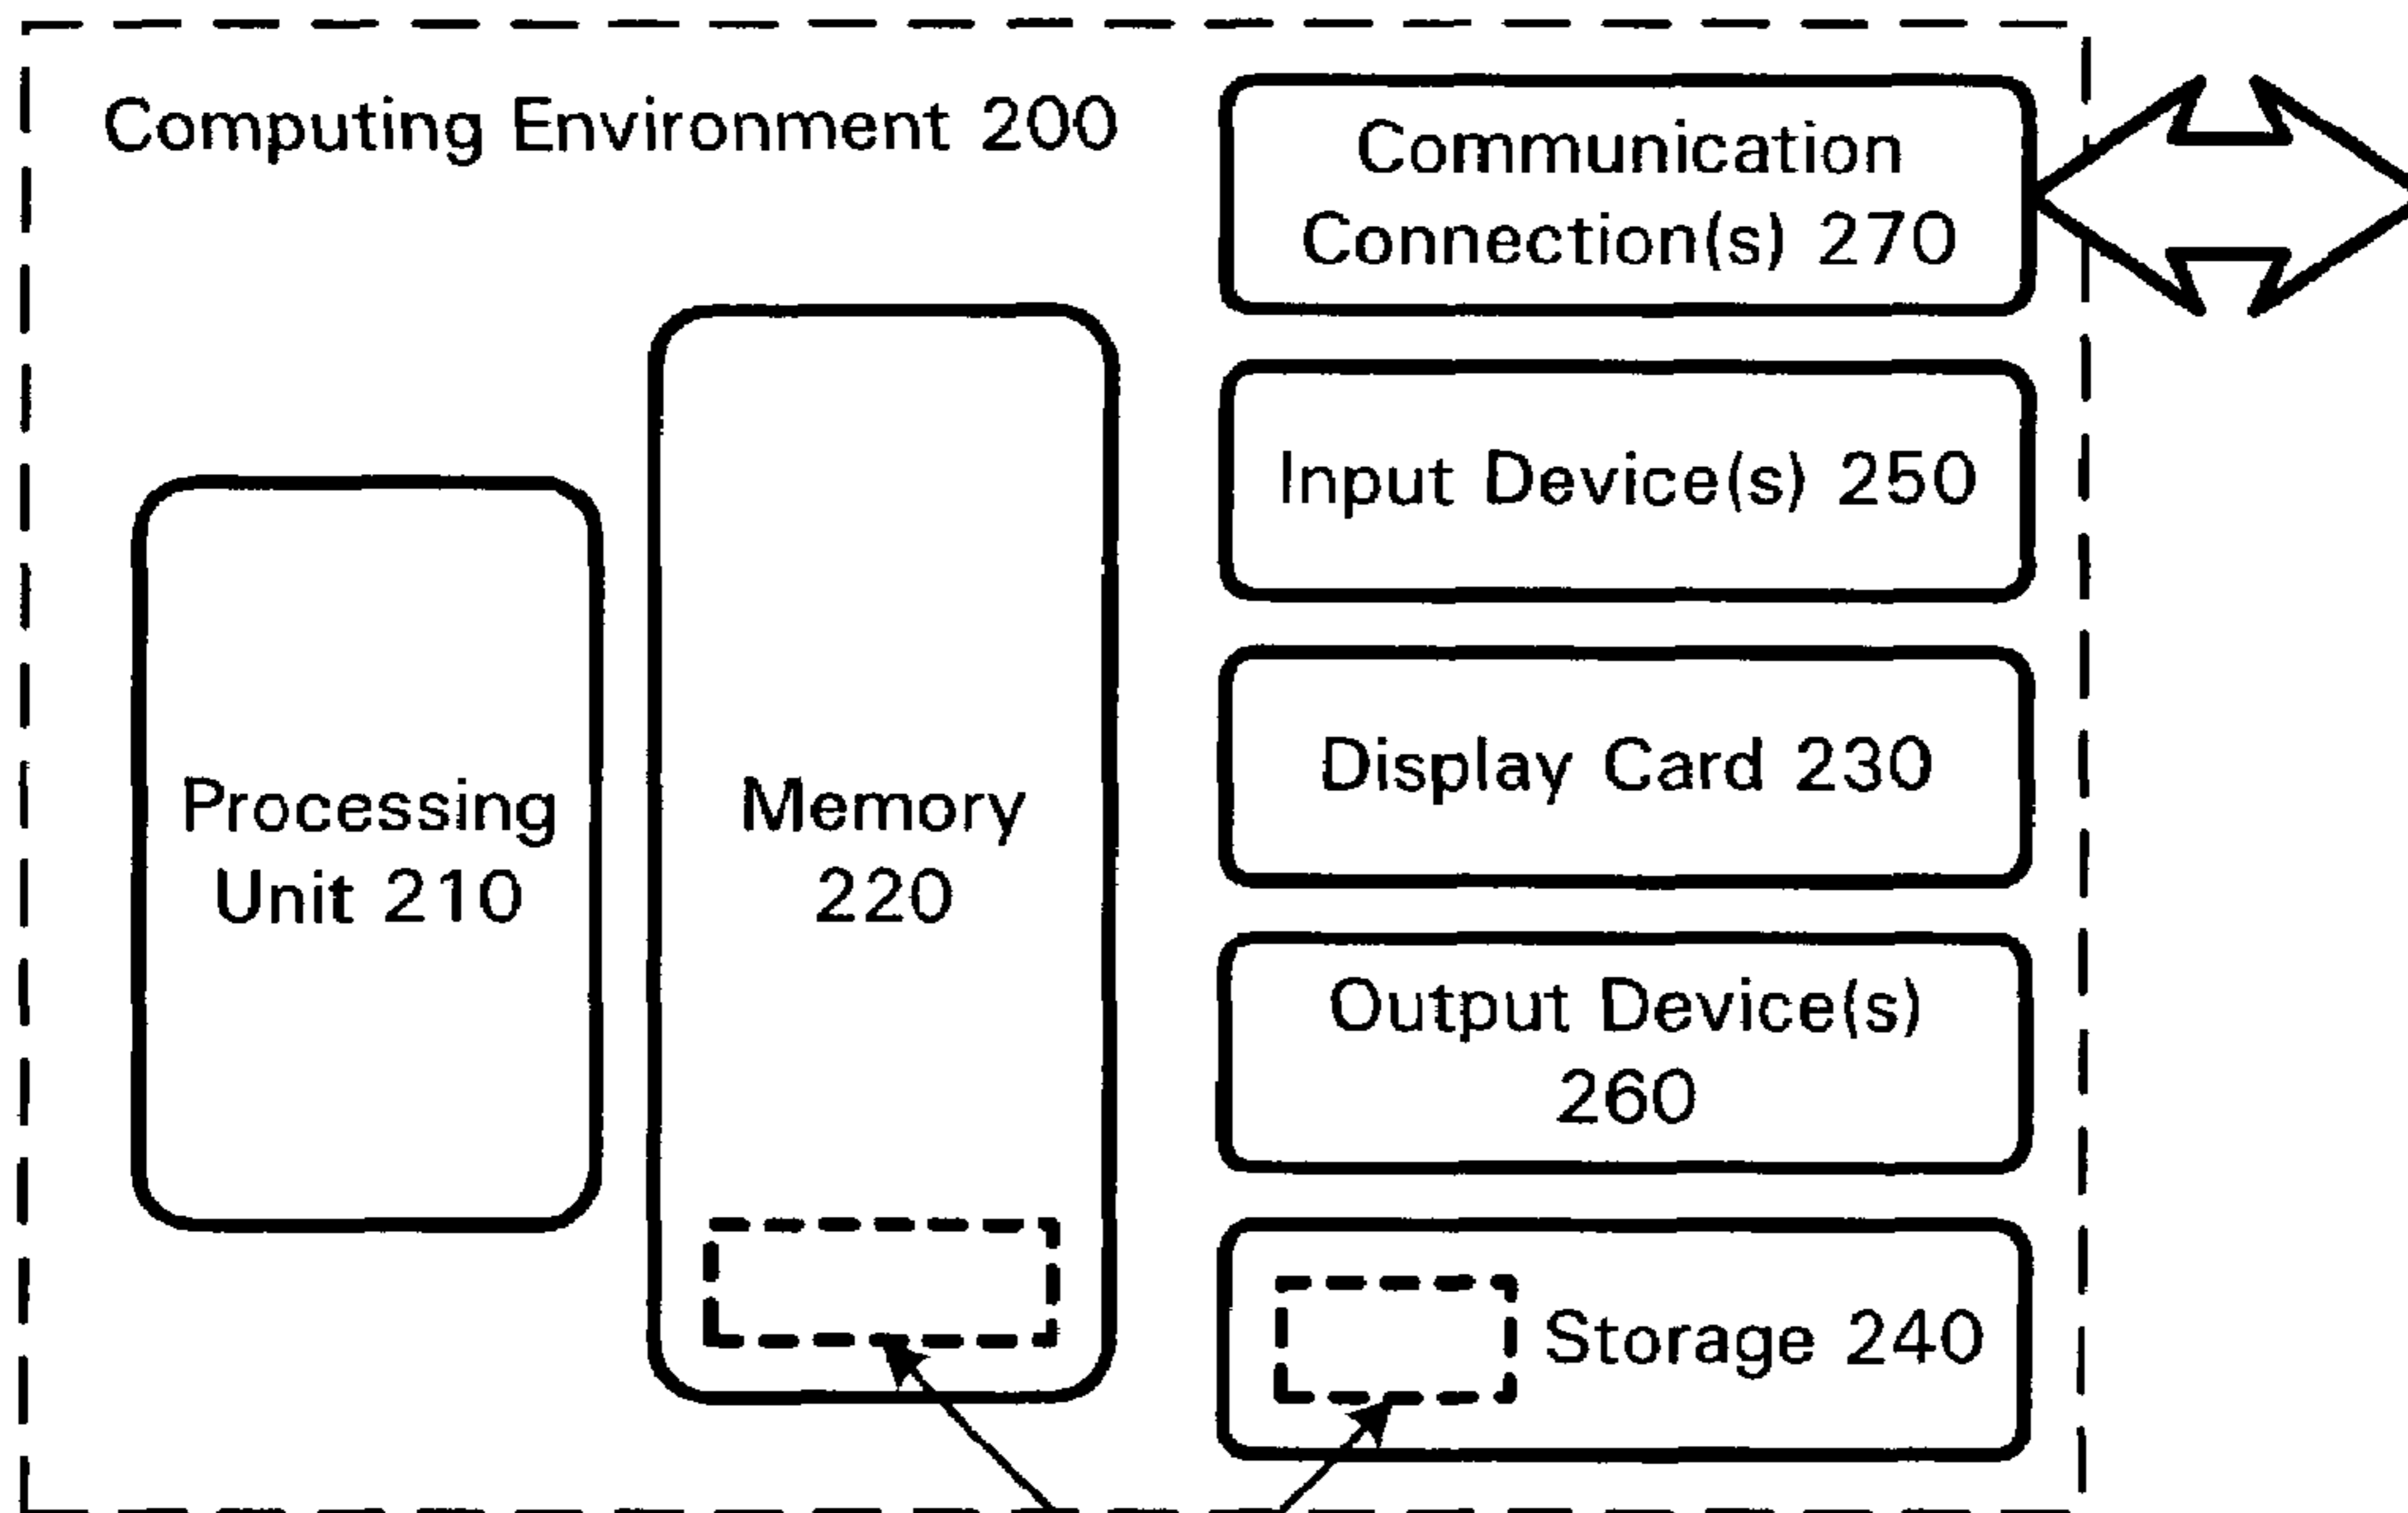 Computing Environment 200
Communication
Connection(s) 270
Input Device(s) 250
Processing
Unit 210
Memory
220
Display Card 230
Output Device(s)
260
Storage 240